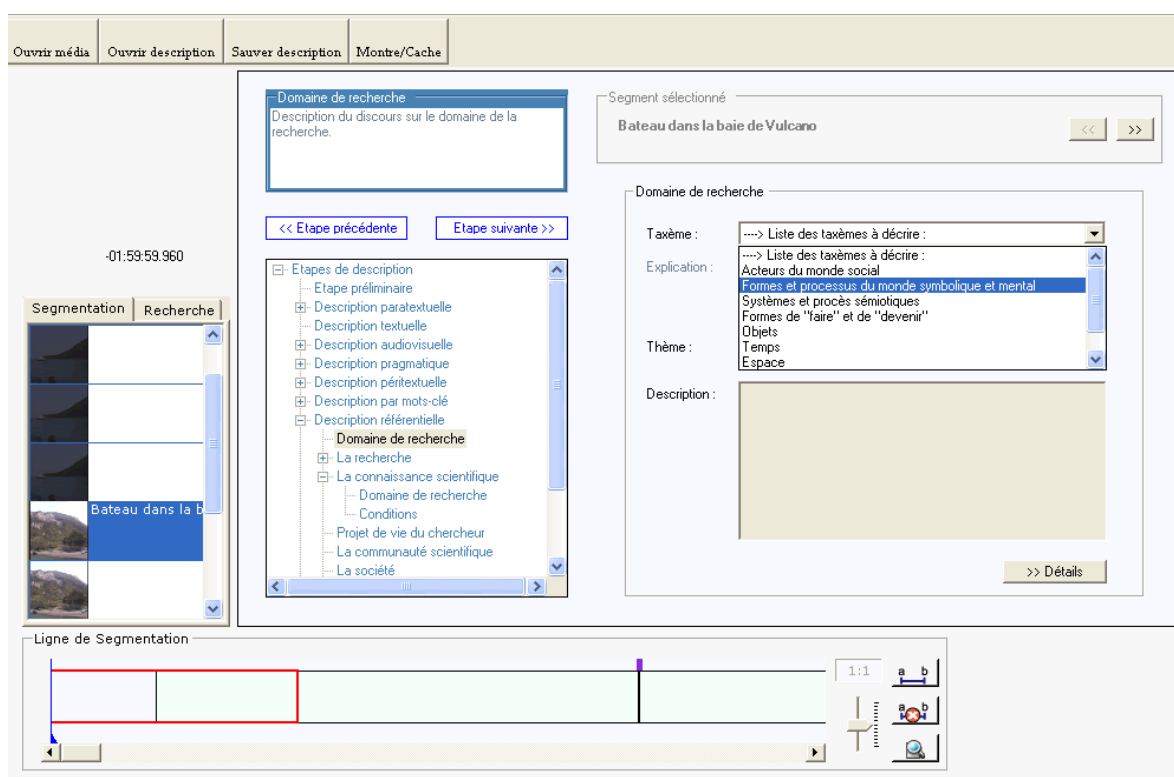 Ouvrir média
Ouvrir description
Sauver description
Montre/Cache
-01:59:59.960
Segmentation
Recherche
Bateau dans la b
Domaine de recherche
Description du discours sur le domaine de la
recherche.
<< Etape précédente
Etape suivante >>
Etapes de description
Etape préliminaire
Description paratextuelle
Description textuelle
Description audiovisuelle
Description pragmatique
Description péritextuelle
Description par mots-clé
Description référentielle
Domaine de recherche
La recherche
La connaissance scientifique
Domaine de recherche
Conditions
Projet de vie du chercheur
La communauté scientifique
La société
Segment sélectionné
Bateau dans la baie de Vulcano
<<
>>
Domaine de recherche
Taxème :
----> Liste des taxèmes à décrire :
Explication :
----> Liste des taxèmes à décrire :
Acteurs du monde social
Formes et processus du monde symbolique et mental
Systèmes et procès sémiotiques
Formes de "faire" et de "devenir"
Objets
Temps
Espace
Thème :
Description :
>> Détails
Ligne de Segmentation
1:1
a b
a b